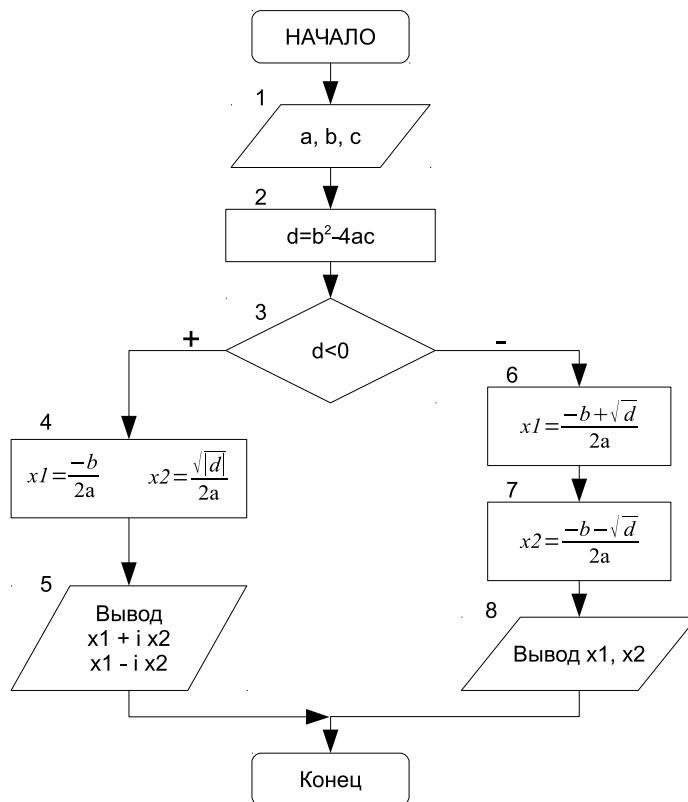 НАЧАЛО
1
a, b, c
2
d=b²-4ac
3
d<0
+
-
4
x1=-b/2a x2=√|d|/2a
5
Вывод
x1 + i x2
x1 - i x2
6
x1=-b+√d/2a
7
x2=-b-√d/2a
8
Вывод x1, x2
Конец